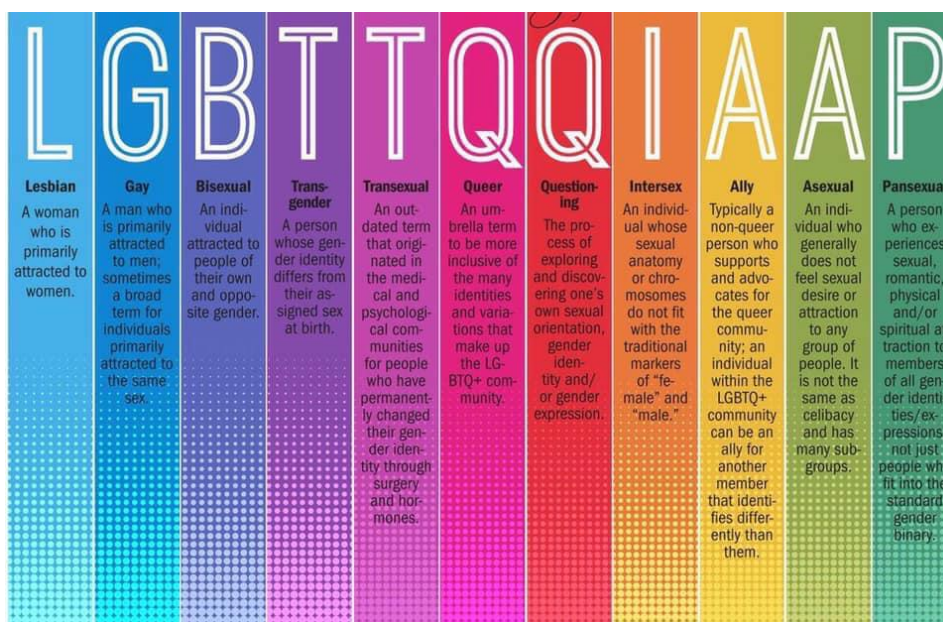 L G B T T Q Q I A A P
Lesbian
A woman
who is
primarily
attracted to
women.
Gay
A man who
is primarily
attracted
to men;
sometimes
a broad
term for
individuals
primarily
attracted to
the same
sex.
Bisexual
An indi-
vidual
attracted to
people of
their own
and oppo-
site gender.
Trans-
gender
A person
whose gen-
der identity
differs from
their as-
signed sex
at birth.
Transexual
An out-
dated term
that origi-
nated in
the medi-
cal and
psychologi-
cal com-
munities
for people
who have
permanent-
ly changed
their gen-
der iden-
tity through
surgery
and hor-
mones.
Queer
An um-
brella term
to be more
inclusive of
the many
identities
and varia-
tions that
make up
the LG-
BTQ+ com-
munity.
Question-
ing
The pro-
cess of
exploring
and discov-
ering one's
own sexual
orientation,
gender
iden-
tity and/
or gender
expression.
Intersex
An individ-
ual whose
sexual
anatomy
or chro-
mosomes
do not fit
with the
traditional
markers
of "fe-
male" and
"male."
Ally
Typically a
non-queer
person who
supports
and advo-
cates for
the queer
commu-
nity; an
individual
within the
LGBTQ+
community
can be an
ally for
another
member
that identi-
fies differ-
ently than
them.
Asexual
An indi-
vidual who
generally
does not
feel sexual
desire or
attraction
to any
group of
people. It
is not the
same as
celibacy
and has
many sub-
groups.
Pansexua
A person
who ex-
periences
sexual,
romantic,
physical
and/or
spiritual a
traction to
members
of all gen-
der identi-
ties/ex-
pressions,
not just
people wh
fit into the
standard
gender
binary.